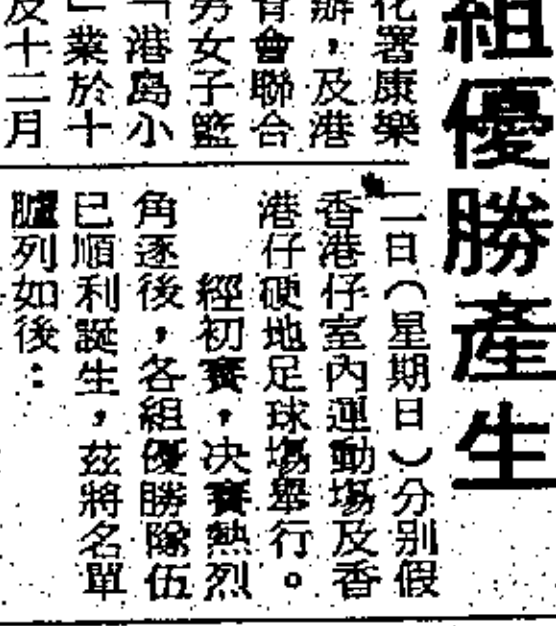 組優勝產生
化署康樂
辦，及港
育會聯合
男女子籃
「港島小
」業於十
及十二月
二日（星期日）分別假
香港仔室內運動場及香
港仔硬地足球場舉行。
經初賽，決賽熱烈
角逐後，各組優勝隊伍
已順利誕生，茲將名單
臚列如後：